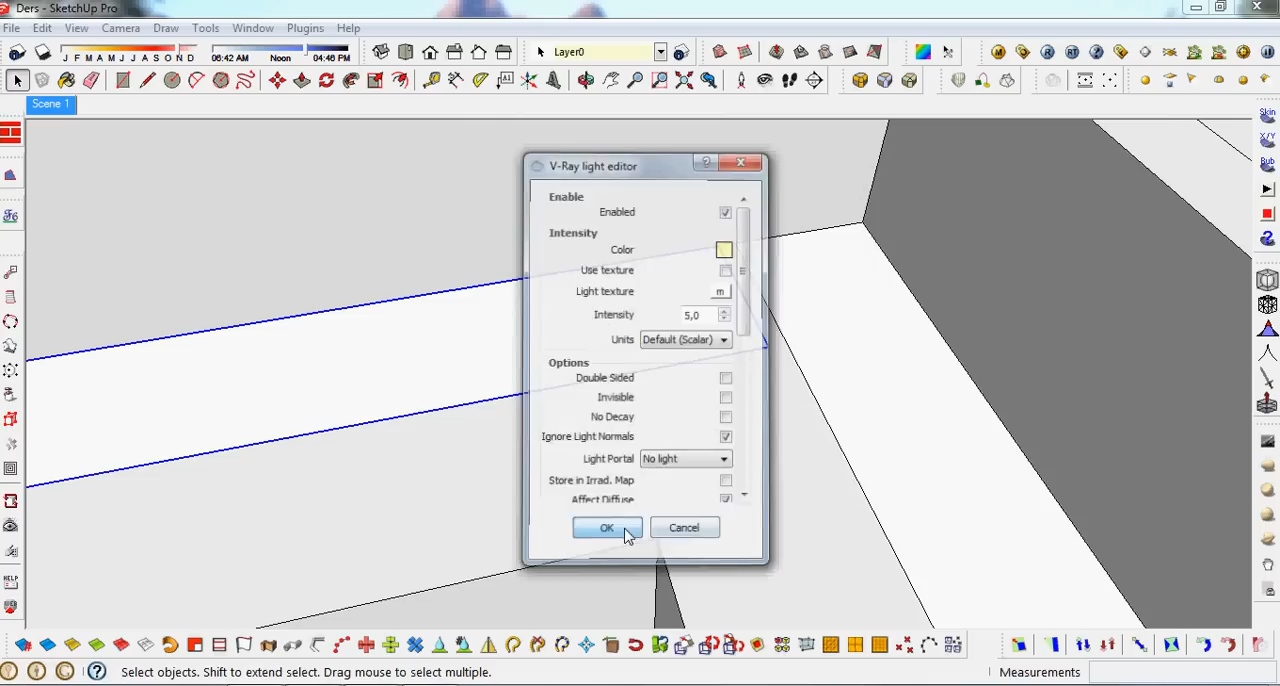 Ders - SketchUp Pro
File Edit View Camera Draw Tools Window Plugins Help
J F M A M J J A S O N D
06:42 AM Noon 04:46 PM
Layer0
Scene 1
V-Ray light editor
Enable
Enabled
Intensity
Color
Use texture
Light texture m
Intensity 5,0
Units Default (Scalar)
Options
Double Sided
Invisible
No Decay
Ignore Light Normals
Light Portal No light
Store in Irrad. Map
Affect Diffuse
OK Cancel
Skin
X/Y
Bub
HELP
Select objects. Shift to extend select. Drag mouse to select multiple.
Measurements